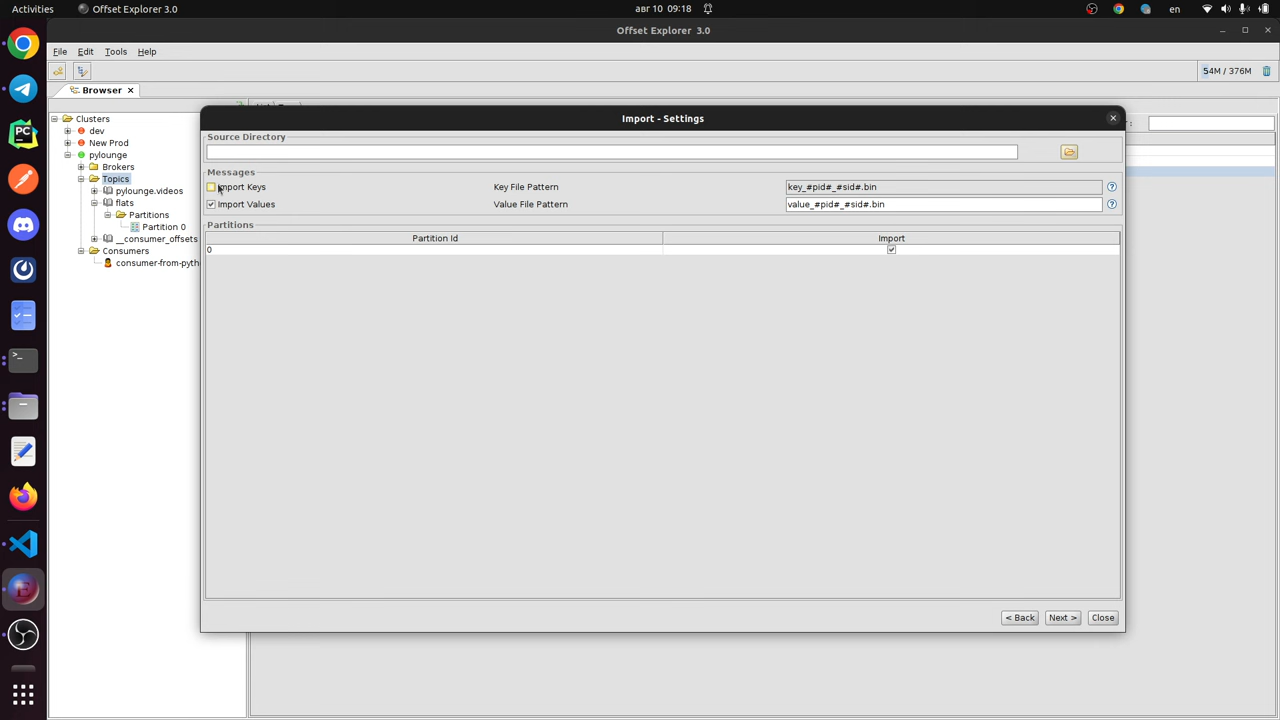 Activities
Offset Explorer 3.0
авг 10 09:18
en
Offset Explorer 3.0
File Edit Tools Help
54M / 376M
Browser
Clusters
dev
New Prod
pylounge
Brokers
Topics
pylounge.videos
flats
Partitions
Partition 0
__consumer_offsets
Consumers
consumer-from-pyth
Import - Settings
Source Directory
Messages
Import Keys
Key File Pattern
key_#pid#_#sid#.bin
Import Values
Value File Pattern
value_#pid#_#sid#.bin
Partitions
Partition Id
Import
0
< Back
Next >
Close